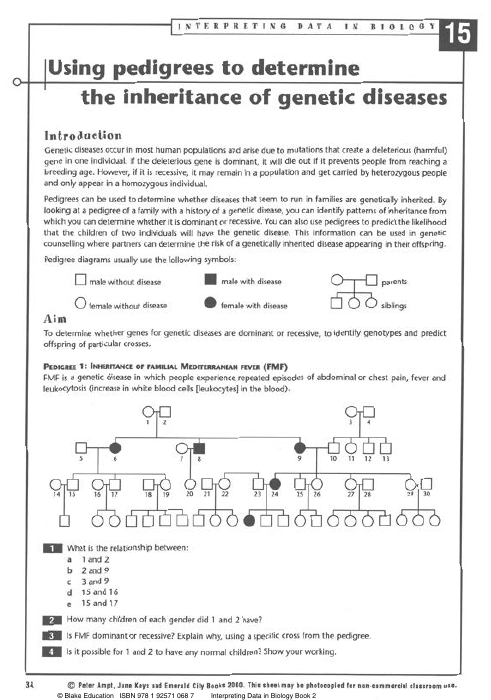 INTERPRETING DATA IN BIOLOGY
15
Using pedigrees to determine
the inheritance of genetic diseases
Introduction
Genetic diseases occur in most human populations and arise due to mutations that create a deleterious (harmful)
gene in one individual. If the deleterious gene is dominant, it will die out if it prevents people from reaching a
breeding age. However, if it is recessive, it may remain in a population and get carried by heterozygous people
and only appear in a homozygous individual.
Pedigrees can be used to determine whether diseases that seem to run in families are genetically inherited. By
looking at a pedigree of a family with a history of a genetic disease, you can identify patterns of inheritance from
which you can determine whether it is dominant or recessive. You can also use pedigrees to predict the likelihood
that the children of two individuals will have the genetic disease. This information can be used in genetic
counselling where partners can determine the risk of a genetically inherited disease appearing in their offspring.
Pedigree diagrams usually use the following symbols:
male without disease
male with disease
parents
female without disease
female with disease
siblings
Aim
To determine whether genes for genetic diseases are dominant or recessive, to identify genotypes and predict
offspring of particular crosses.
PEDIGREE 1: INHERITANCE OF FAMILIAL MEDITERRANEAN FEVER (FMF)
FMF is a genetic disease in which people experience repeated episodes of abdominal or chest pain, fever and
leukocytosis (increase in white blood cells [leukocytes] in the blood).
1 2 3 4
5 6 7 8 9 10 11 12 13
14 15 16 17 18 19 20 21 22 23 24 25 26 27 28 29 30
1 What is the relationship between:
a 1 and 2
b 2 and 9
c 3 and 9
d 15 and 16
e 15 and 17
2 How many children of each gender did 1 and 2 have?
3 Is FMF dominant or recessive? Explain why, using a specific cross from the pedigree.
4 Is it possible for 1 and 2 to have any normal children? Show your working.
34
© Peter Ampt, Jane Kays and Emerald City Books 2000. This sheet may be photocopied for non-commercial classroom use.
© Blake Education ISBN 978 1 92571 068 7 Interpreting Data in Biology Book 2